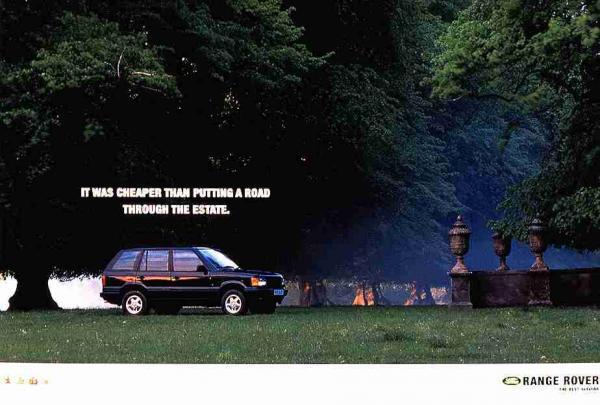 IT WAS CHEAPER THAN PUTTING A ROAD
THROUGH THE ESTATE.
RANGE ROVER